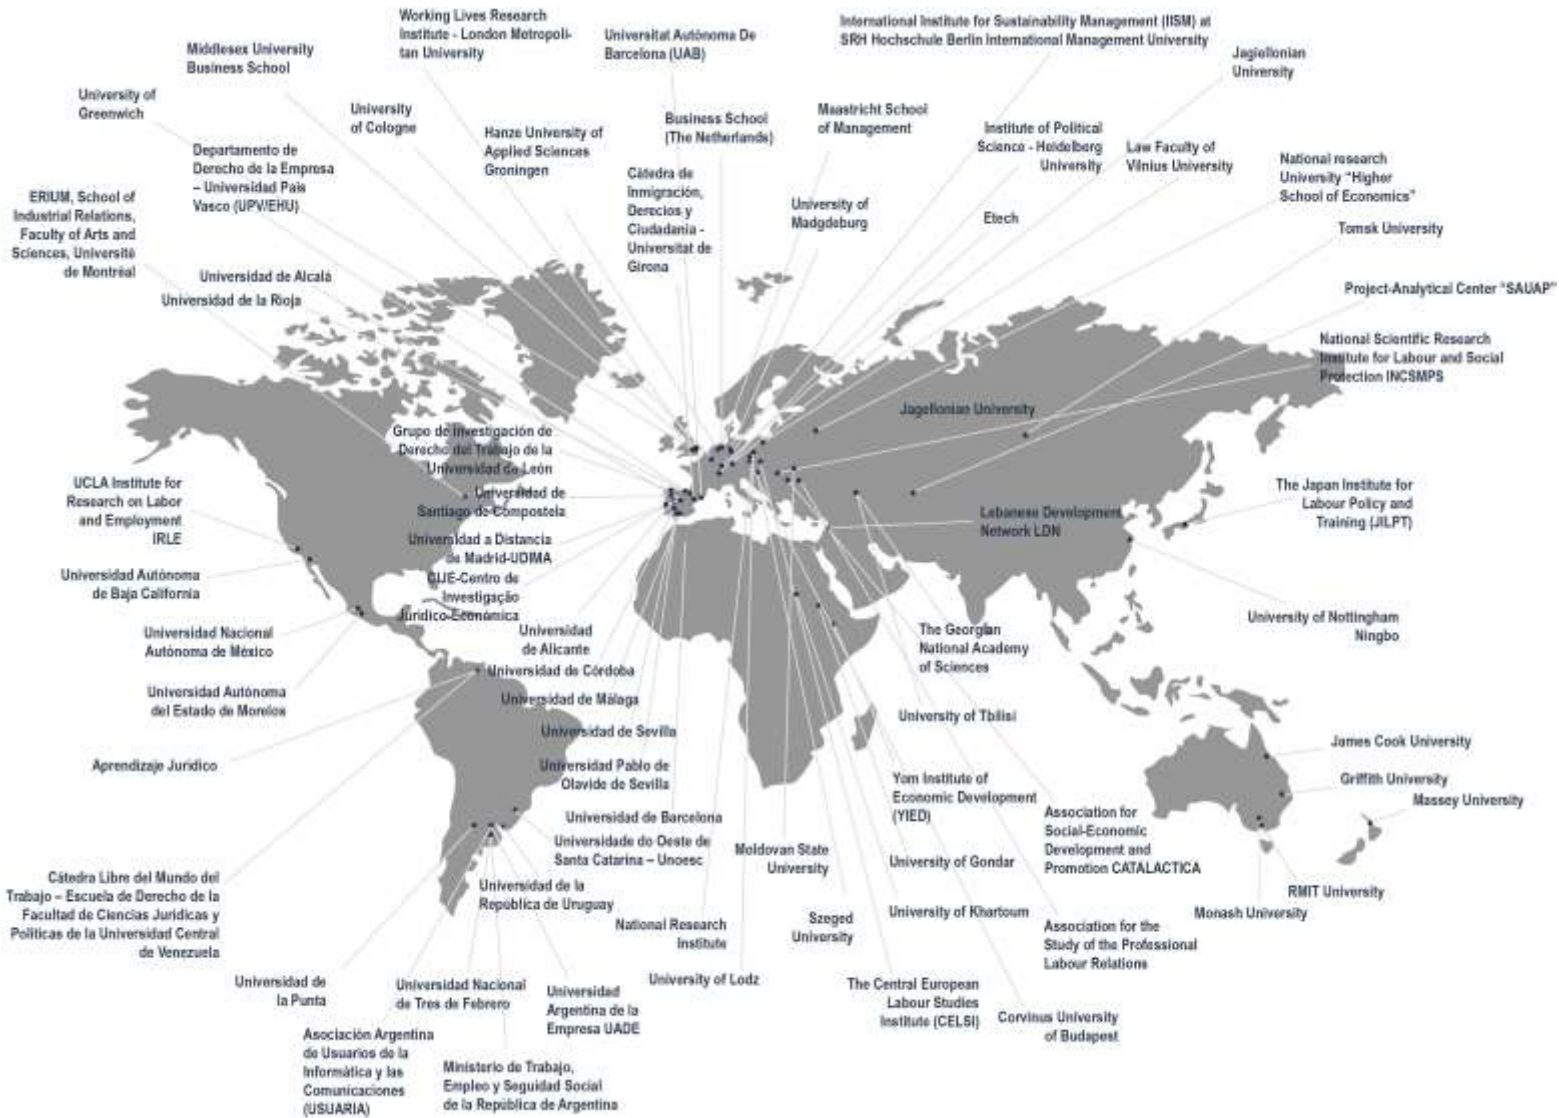 Working Lives Research
Institute - London Metropoli-
tan University
Middlesex University
Business School
Universitat Autònoma De
Barcelona (UAB)
International Institute for Sustainability Management (IISM) at
SRH Hochschule Berlin International Management University
Jagiellonian
University
University of
Greenwich
University
of Cologne
Hanze University of
Applied Sciences
Groningen
Business School
(The Netherlands)
Maastricht School
of Management
Institute of Political
Science - Heidelberg
University
Law Faculty of
Vilnius University
National research
University "Higher
School of Economics"
Departamento de
Derecho de la Empresa
– Universidad Pais
Vasco (UPV/EHU)
Cátedra de
Inmigración,
Derecios y
Ciudadania -
Universitat de
Girona
University of
Madgdeburg
Etech
Tomsk University
ERIUM, School of
Industrial Relations,
Faculty of Arts and
Sciences, Université
de Montréal
Universidad de Alcalá
Universidad de la Rioja
Project-Analytical Center "SAUAP"
National Scientific Research
Institute for Labour and Social
Protection INCSMPS
Jagellonian University
Grupo de Investigación de
Derecho del Trabajo de la
Universidad de León
Universidad de
Santiago de Compostela
UCLA Institute for
Research on Labor
and Employment
IRLE
The Japan Institute for
Labour Policy and
Training (JILPT)
Lebanese Development
Network LDN
Universidad a Distancia
de Madrid-UDIMA
CIJE-Centro de
Investigação
Jurídico-Económica
Universidad Autónoma
de Baja California
University of Nottingham
Ningbo
Universidad Nacional
Autónoma de México
Universidad
de Alicante
The Georgian
National Academy
of Sciences
Universidad de Córdoba
Universidad Autónoma
del Estado de Morelos
Universidad de Málaga
University of Tbilisi
Universidad de Sevilla
James Cook University
Aprendizaje Jurídico
Universidad Pablo de
Olavide de Sevilla
Griffith University
Massey University
Yom Institute of
Economic Development
(YIED)
Association for
Social-Economic
Development and
Promotion CATALACTICA
Universidad de Barcelona
Universidade do Oeste de
Santa Catarina – Unoesc
Moldovan State
University
University of Gondar
RMIT University
Monash University
Cátedra Libre del Mundo del
Trabajo – Escuela de Derecho de la
Facultad de Ciencias Jurídicas y
Políticas de la Universidad Central
de Venezuela
Universidad de la
República de Uruguay
National Research
Institute
Szeged
University
University of Khartoum
Association for the
Study of the Professional
Labour Relations
Universidad de
la Punta
Universidad Nacional
de Tres de Febrero
Universidad
Argentina de la
Empresa UADE
University of Lodz
The Central European
Labour Studies
Institute (CELSI)
Corvinus University
of Budapest
Asociación Argentina
de Usuarios de la
Informática y las
Comunicaciones
(USUARIA)
Ministerio de Trabajo,
Empleo y Seguidad Social
de la República de Argentina